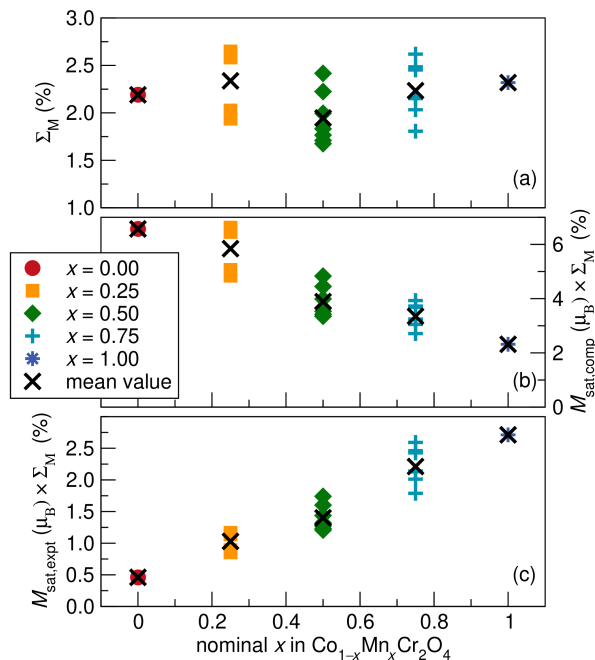 3.0
2.5
2.0
1.5
1.0
Σ_M (%)
(a)
6
4
2
0
M_sat,comp (μ_B) × Σ_M (%)
(b)
x = 0.00
x = 0.25
x = 0.50
x = 0.75
x = 1.00
mean value
2.5
2.0
1.5
1.0
0.5
0.0
M_sat,expt (μ_B) × Σ_M (%)
(c)
0 0.2 0.4 0.6 0.8 1
nominal x in Co_{1−x}Mn_xCr_2O_4